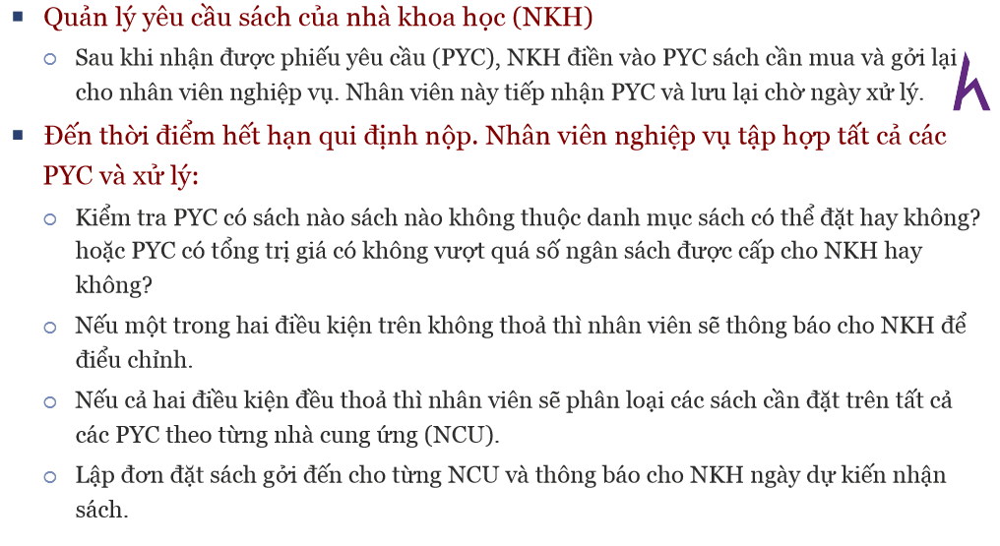 Quản lý yêu cầu sách của nhà khoa học (NKH)
Sau khi nhận được phiếu yêu cầu (PYC), NKH điền vào PYC sách cần mua và gởi lại
cho nhân viên nghiệp vụ. Nhân viên này tiếp nhận PYC và lưu lại chờ ngày xử lý.
Đến thời điểm hết hạn qui định nộp. Nhân viên nghiệp vụ tập hợp tất cả các
PYC và xử lý:
Kiểm tra PYC có sách nào sách nào không thuộc danh mục sách có thể đặt hay không?
hoặc PYC có tổng trị giá có không vượt quá số ngân sách được cấp cho NKH hay
không?
Nếu một trong hai điều kiện trên không thoả thì nhân viên sẽ thông báo cho NKH để
điểu chỉnh.
Nếu cả hai điều kiện đều thoả thì nhân viên sẽ phân loại các sách cần đặt trên tất cả
các PYC theo từng nhà cung ứng (NCU).
Lập đơn đặt sách gởi đến cho từng NCU và thông báo cho NKH ngày dự kiến nhận
sách.